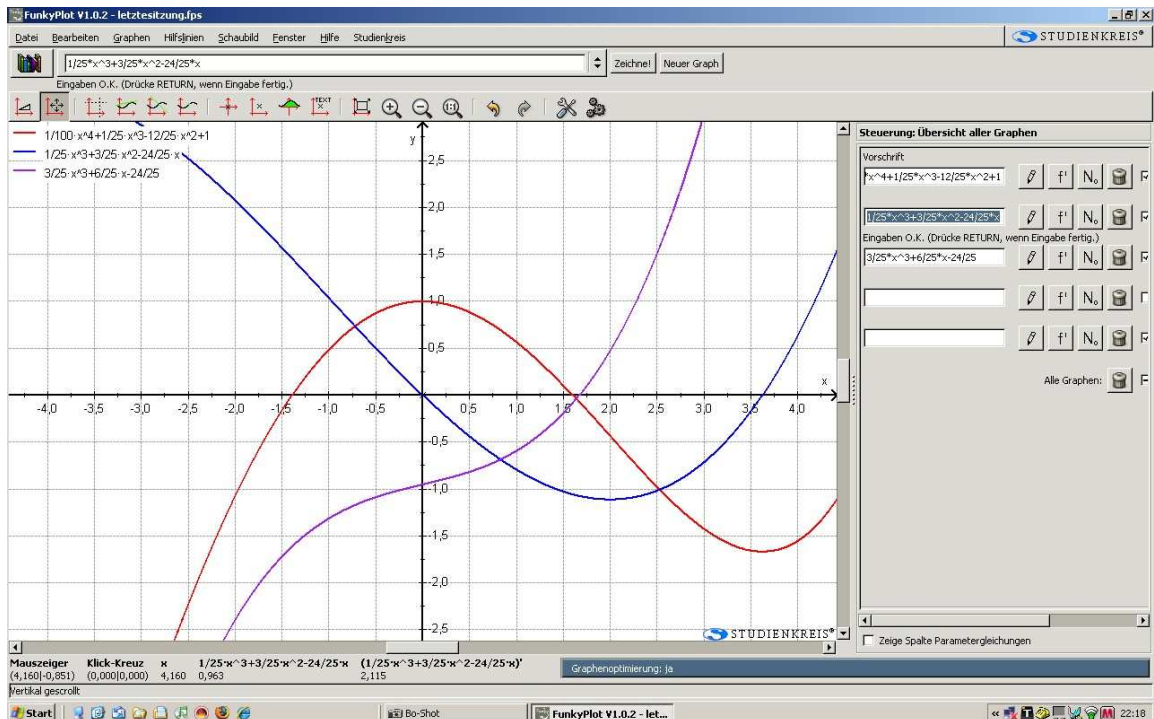 FunkyPlot V1.0.2 - letztesitzung.fps
Datei Bearbeiten Graphen Hilfslinien Schaubild Fenster Hilfe Studienkreis
STUDIENKREIS®
1/25*x^3+3/25*x^2-24/25*x
Zeichne! Neuer Graph
Eingaben O.K. (Drücke RETURN, wenn Eingabe fertig.)
TEXT
1/100·x^4+1/25·x^3-12/25·x^2+1
1/25·x^3+3/25·x^2-24/25·x
3/25·x^3+6/25·x-24/25
y
2,5
2,0
1,5
1,0
0,5
x
-4,0 -3,5 -3,0 -2,5 -2,0 -1,5 -1,0 -0,5 0,5 1,0 1,5 2,0 2,5 3,0 3,5 4,0
-0,5
-1,0
-1,5
-2,0
-2,5
STUDIENKREIS®
Steuerung: Übersicht aller Graphen
Vorschrift
*x^4+1/25*x^3-12/25*x^2+1 f' N₀
1/25*x^3+3/25*x^2-24/25*x f' N₀
Eingaben O.K. (Drücke RETURN, wenn Eingabe fertig.)
3/25*x^3+6/25*x-24/25 f' N₀
f' N₀
f' N₀
Alle Graphen:
Zeige Spalte Parametergleichungen
Mauszeiger Klick-Kreuz x 1/25·x^3+3/25·x^2-24/25·x (1/25·x^3+3/25·x^2-24/25·x)'
(4,160|-0,851) (0,000|0,000) 4,160 0,963 2,115
Graphenoptimierung: ja
Vertikal gescrollt
Start Bo-Shot FunkyPlot V1.0.2 - let... 22:18